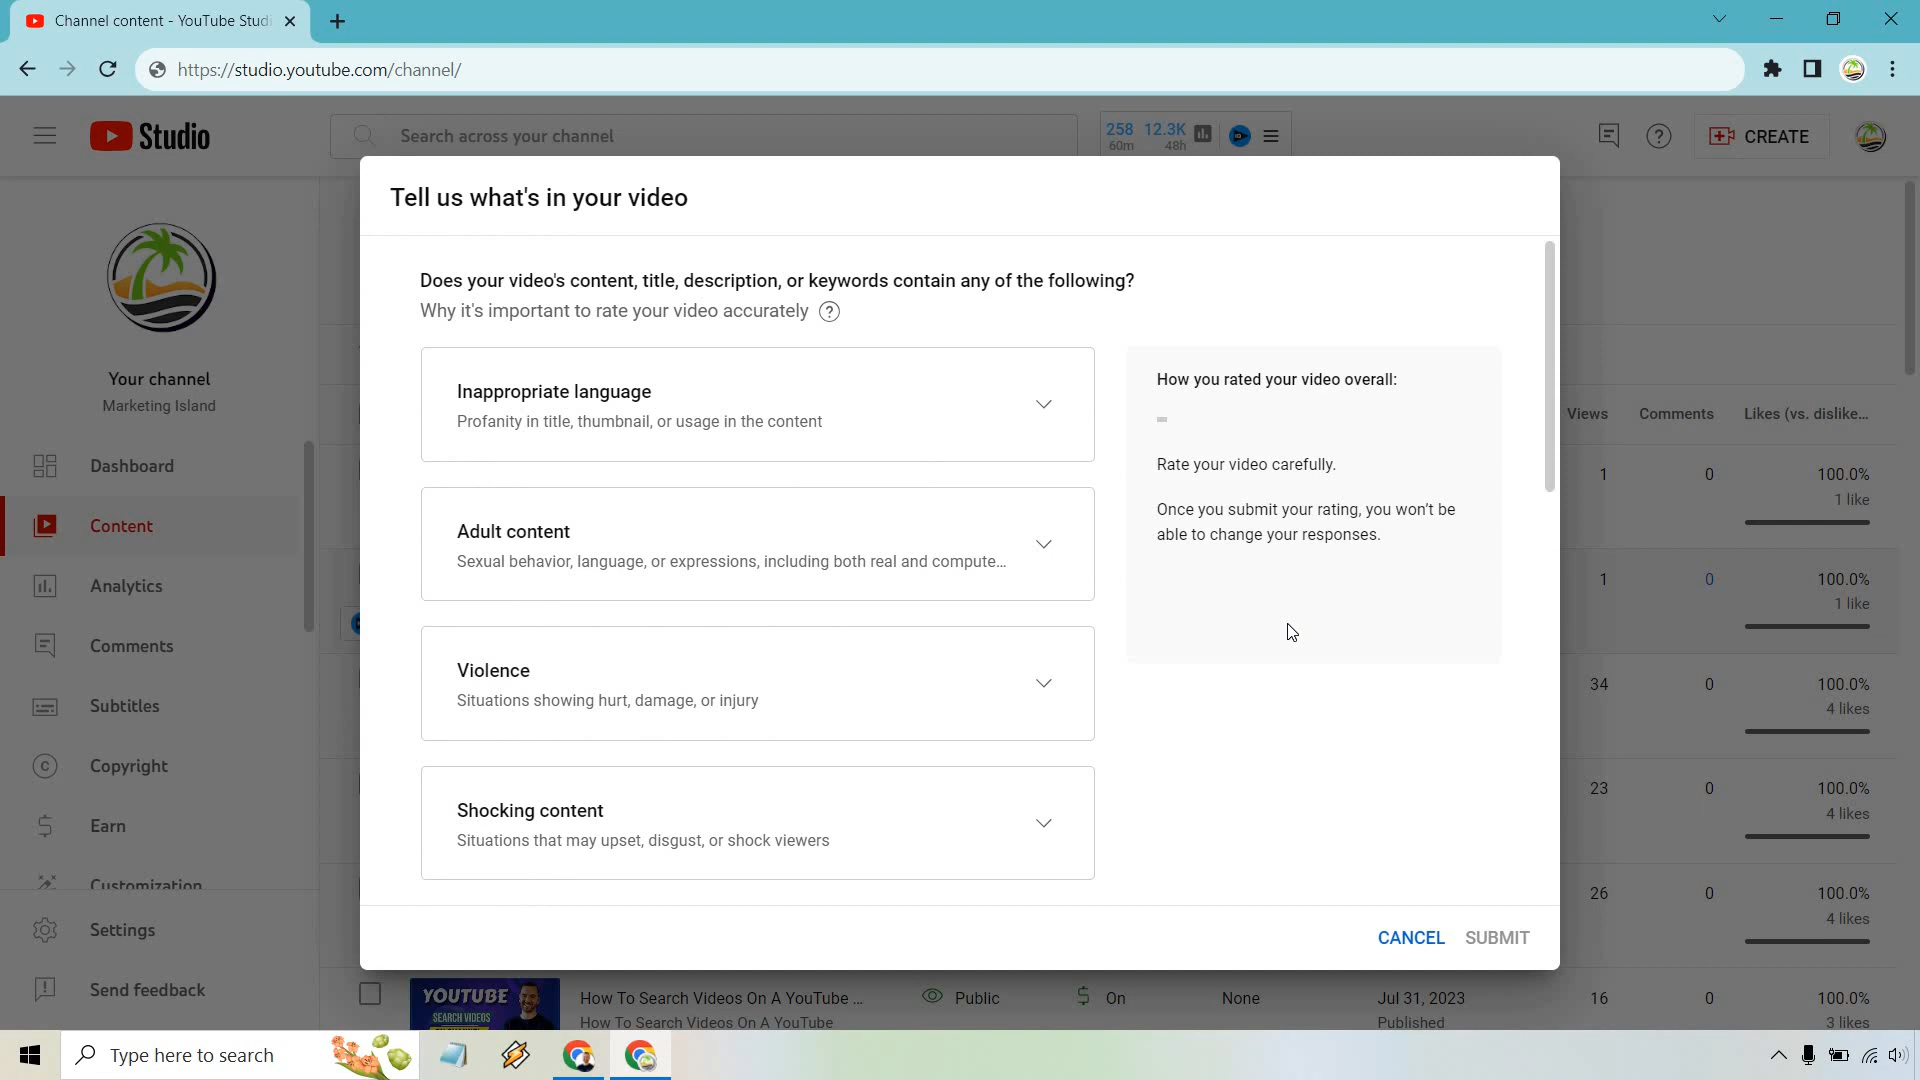 Channel content - YouTube Studi
https://studio.youtube.com/channel/
Studio
Search across your channel
258 12.3K
60m 48h
CREATE
Tell us what's in your video
Does your video's content, title, description, or keywords contain any of the following?
Why it's important to rate your video accurately ?
Inappropriate language
Profanity in title, thumbnail, or usage in the content
Adult content
Sexual behavior, language, or expressions, including both real and compute...
Violence
Situations showing hurt, damage, or injury
Shocking content
Situations that may upset, disgust, or shock viewers
How you rated your video overall:
Rate your video carefully.
Once you submit your rating, you won't be
able to change your responses.
CANCEL SUBMIT
Your channel
Marketing Island
Dashboard
Content
Analytics
Comments
Subtitles
Copyright
Earn
Customization
Settings
Send feedback
Views Comments Likes (vs. dislike...
1 0 100.0%
1 like
1 0 100.0%
1 like
34 0 100.0%
4 likes
23 0 100.0%
4 likes
26 0 100.0%
4 likes
YOUTUBE
SEARCH VIDEOS
How To Search Videos On A YouTube ... Public On None Jul 31, 2023 16 0 100.0%
How To Search Videos On A YouTube Published 3 likes
Type here to search